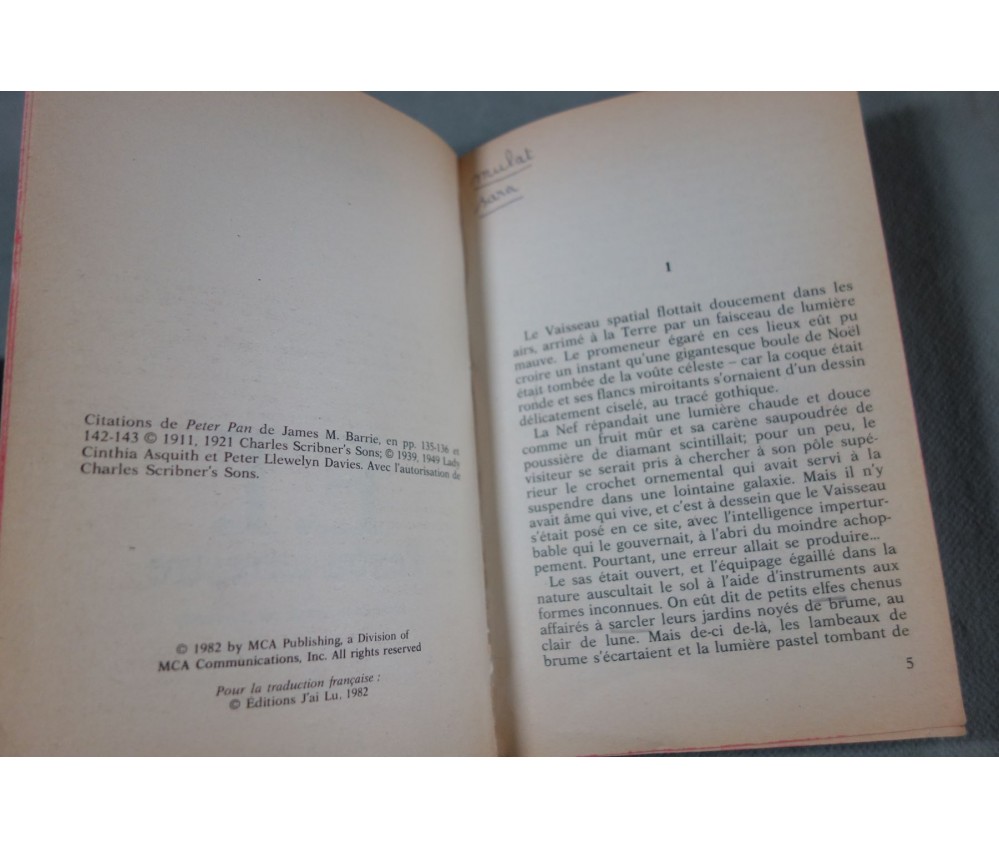 Citations de Peter Pan de James M. Barrie, en pp. 135-136 et
142-143 © 1911, 1921 Charles Scribner's Sons; © 1939, 1949 Lady
Cinthia Asquith et Peter Llewelyn Davies. Avec l'autorisation de
Charles Scribner's Sons.
© 1982 by MCA Publishing, a Division of
MCA Communications, Inc. All rights reserved
Pour la traduction française :
© Éditions J'ai Lu. 1982
sara
1
Le Vaisseau spatial flottait doucement dans les
airs, arrimé à la Terre par un faisceau de lumière
mauve. Le promeneur égaré en ces lieux eût pu
croire un instant qu'une gigantesque boule de Noël
était tombée de la voûte céleste – car la coque était
ronde et ses flancs miroitants s'ornaient d'un dessin
délicatement ciselé, au tracé gothique.
La Nef répandait une lumière chaude et douce
comme un fruit mûr et sa carène saupoudrée de
poussière de diamant scintillait; pour un peu, le
visiteur se serait pris à chercher à son pôle supé-
rieur le crochet ornemental qui avait servi à la
suspendre dans une lointaine galaxie. Mais il n'y
avait âme qui vive, et c'est à dessein que le Vaisseau
s'était posé en ce site, avec l'intelligence impertur-
bable qui le gouvernait, à l'abri du moindre achop-
pement. Pourtant, une erreur allait se produire...
Le sas était ouvert, et l'équipage égaillé dans la
nature auscultait le sol à l'aide d'instruments aux
formes inconnues. On eût dit de petits elfes chenus
affairés à sarcler leurs jardins noyés de brume, au
clair de lune. Mais de-ci de-là, les lambeaux de
brume s'écartaient et la lumière pastel tombant de
5